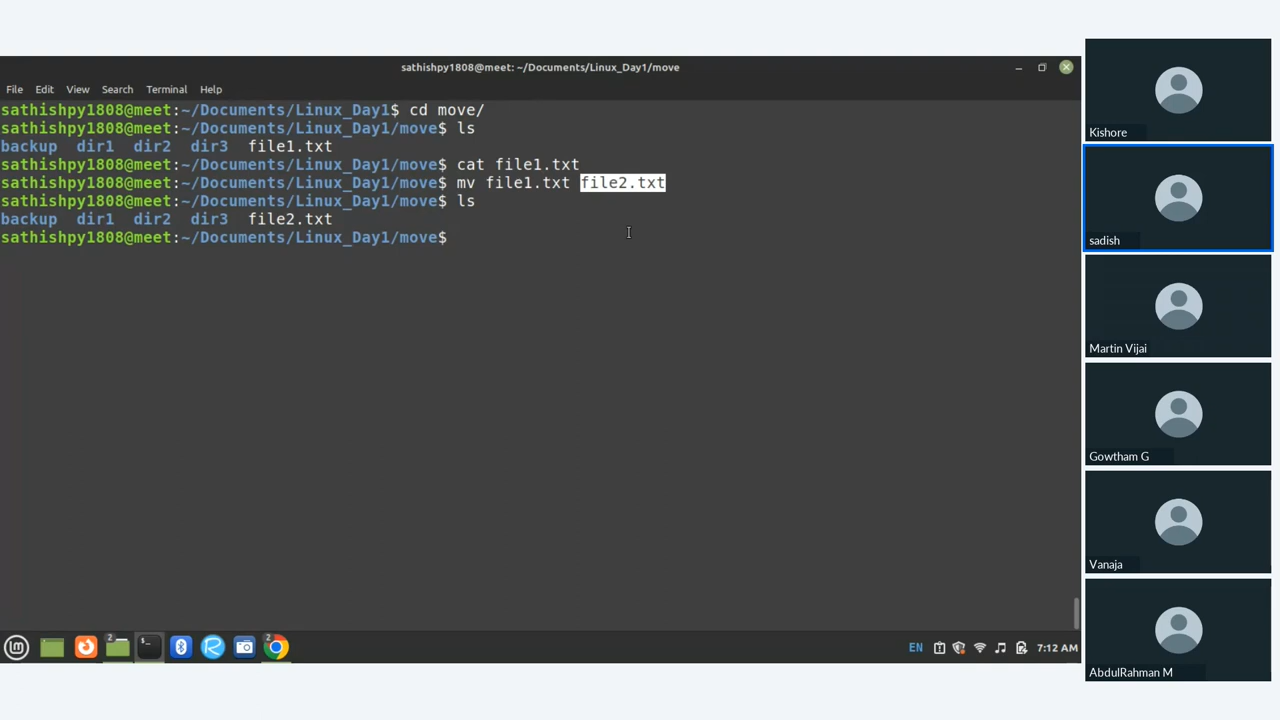 sathishpy1808@meet: ~/Documents/Linux_Day1/move
File Edit View Search Terminal Help
sathishpy1808@meet:~/Documents/Linux_Day1$ cd move/
sathishpy1808@meet:~/Documents/Linux_Day1/move$ ls
backup dir1 dir2 dir3 file1.txt
sathishpy1808@meet:~/Documents/Linux_Day1/move$ cat file1.txt
sathishpy1808@meet:~/Documents/Linux_Day1/move$ mv file1.txt file2.txt
sathishpy1808@meet:~/Documents/Linux_Day1/move$ ls
backup dir1 dir2 dir3 file2.txt
sathishpy1808@meet:~/Documents/Linux_Day1/move$
2
2
EN 7:12 AM
Kishore
sadish
Martin Vijai
Gowtham G
Vanaja
AbdulRahman M